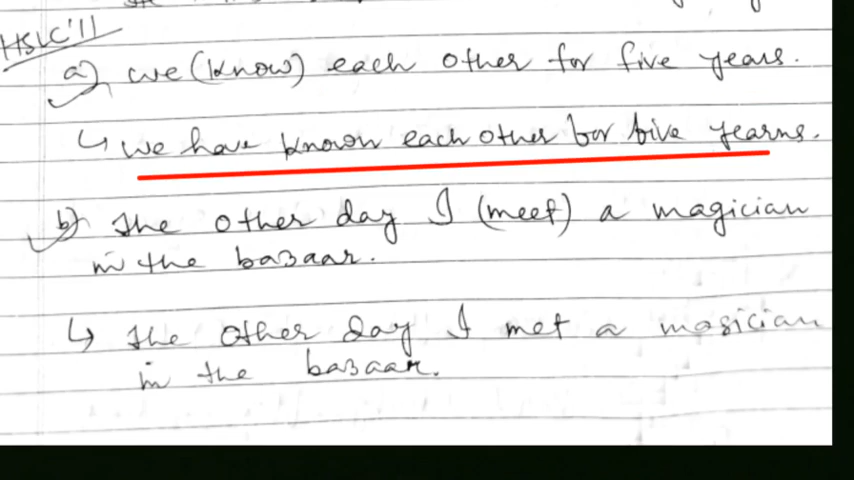 HSLC'11
a) we (know) each other for five years.
↳ we have known each other for five yearns.
b) the other day I (meet) a magician
in the bazaar.
↳ the other day I met a magician
in the bazaar.